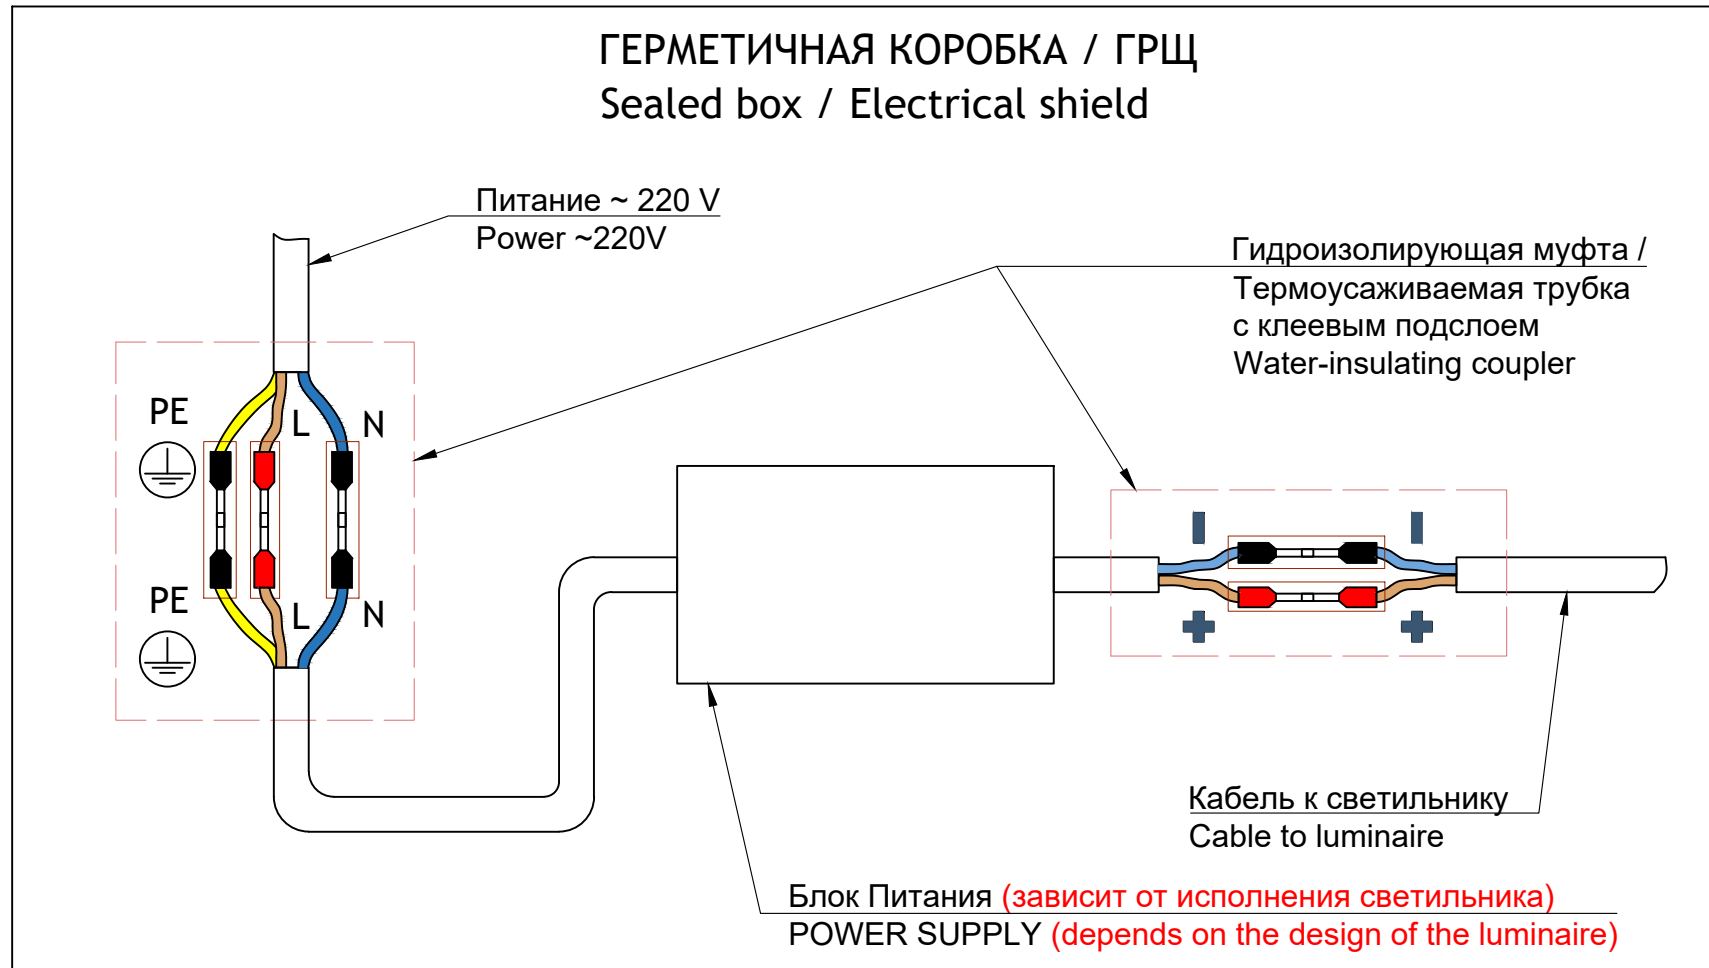 ГЕРМЕТИЧНАЯ КОРОБКА / ГРЩ
Sealed box / Electrical shield
Питание ~ 220 V
Power ~220V
Гидроизолирующая муфта /
Термоусаживаемая трубка
с клеевым подслоем
Water-insulating coupler
PE
L
N
PE
L
N
Кабель к светильнику
Cable to luminaire
Блок Питания (зависит от исполнения светильника)
POWER SUPPLY (depends on the design of the luminaire)